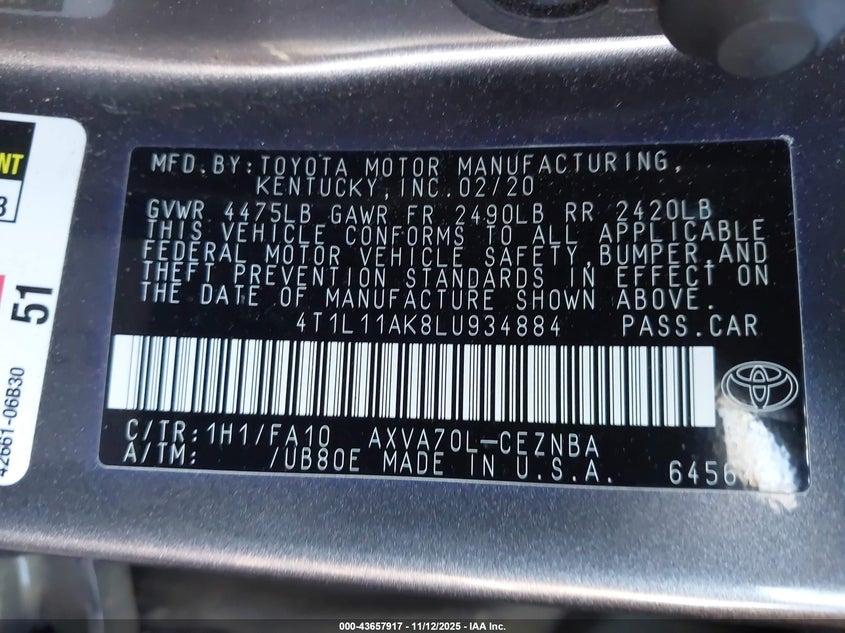 MFD.BY:TOYOTA MOTOR MANUFACTURING,
KENTUCKY,INC.02/20
GVWR 4475LB GAWR FR 2490LB RR 2420LB
THIS VEHICLE CONFORMS TO ALL APPLICABLE
FEDERAL MOTOR VEHICLE SAFETY,BUMPER,AND
THEFT PREVENTION STANDARDS IN EFFECT ON
THE DATE OF MANUFACTURE SHOWN ABOVE.
4T1L11AK8LU934884 PASS.CAR
C/TR:1H1/FA10 AXVA70L-CEZNBA
A/TM: /UB80E MADE IN U.S.A.
51
42661-06B30
000-43657917 - 11/12/2025 - IAA Inc.